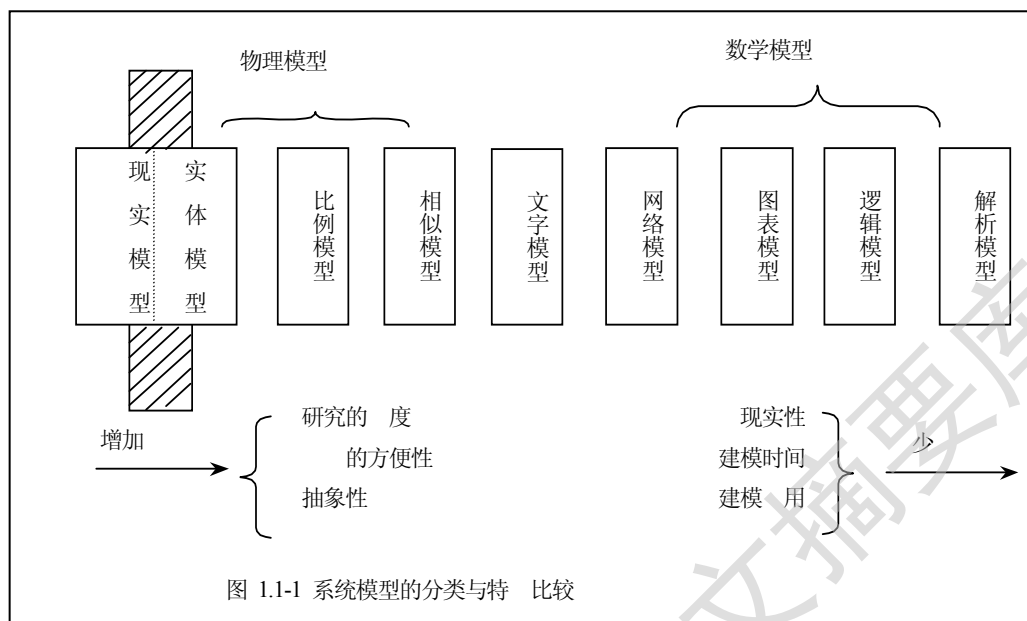 物理模型
数学模型
现实模型
实体模型
比例模型
相似模型
文字模型
网络模型
图表模型
逻辑模型
解析模型
增加
研究的 度
的方便性
抽象性
现实性
建模时间
建模 用
少
图 1.1-1 系统模型的分类与特 比较
文摘要库